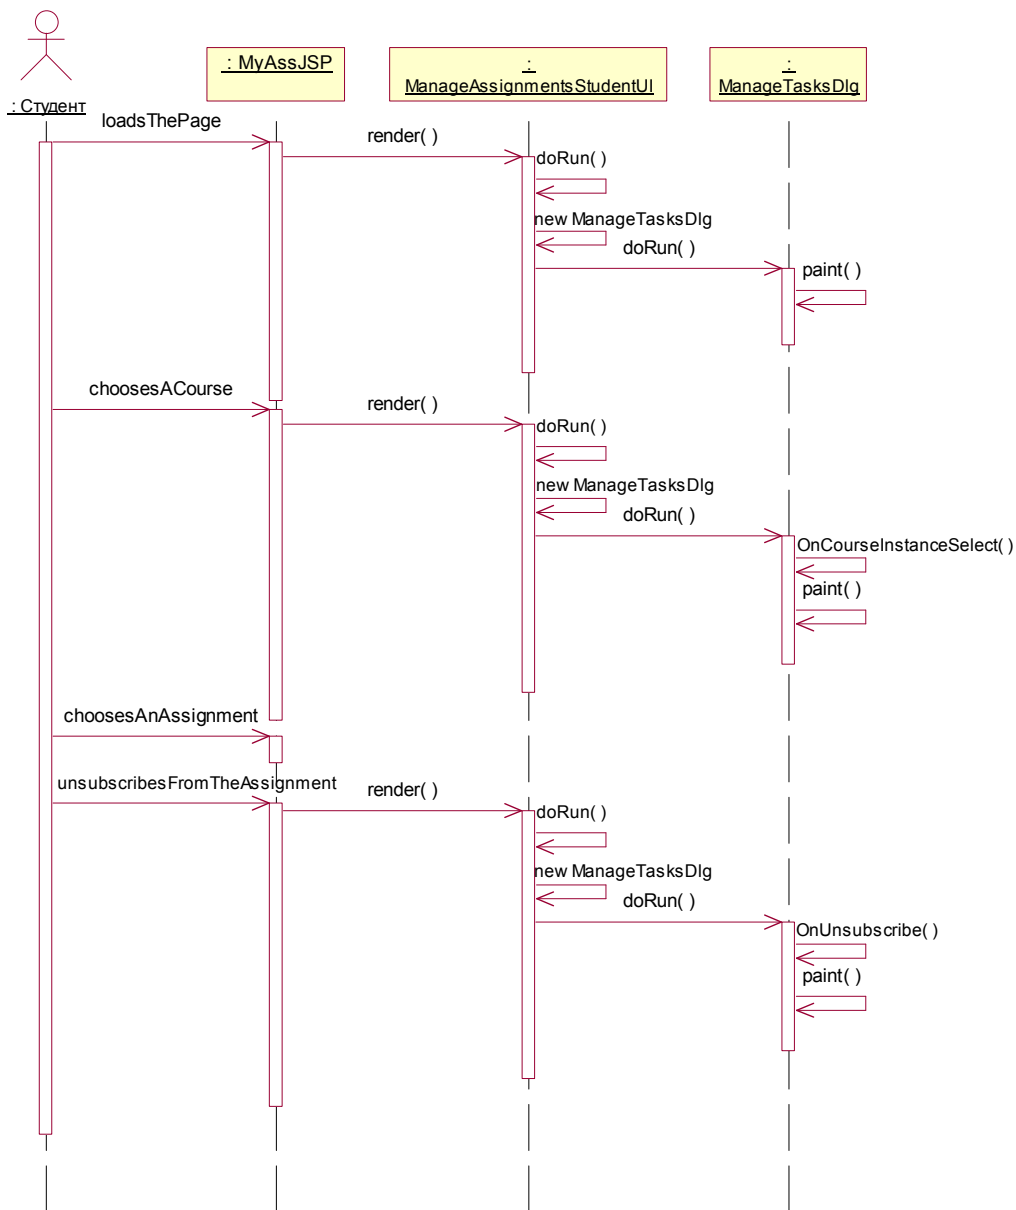 : MyAssJSP
:
ManageAssignmentsStudentUI
:
ManageTasksDlg
: Студент
loadsThePage
render( )
doRun( )
new ManageTasksDlg
doRun( )
paint( )
choosesACourse
render( )
doRun( )
new ManageTasksDlg
doRun( )
OnCourseInstanceSelect( )
paint( )
choosesAnAssignment
unsubscribesFromTheAssignment
render( )
doRun( )
new ManageTasksDlg
doRun( )
OnUnsubscribe( )
paint( )